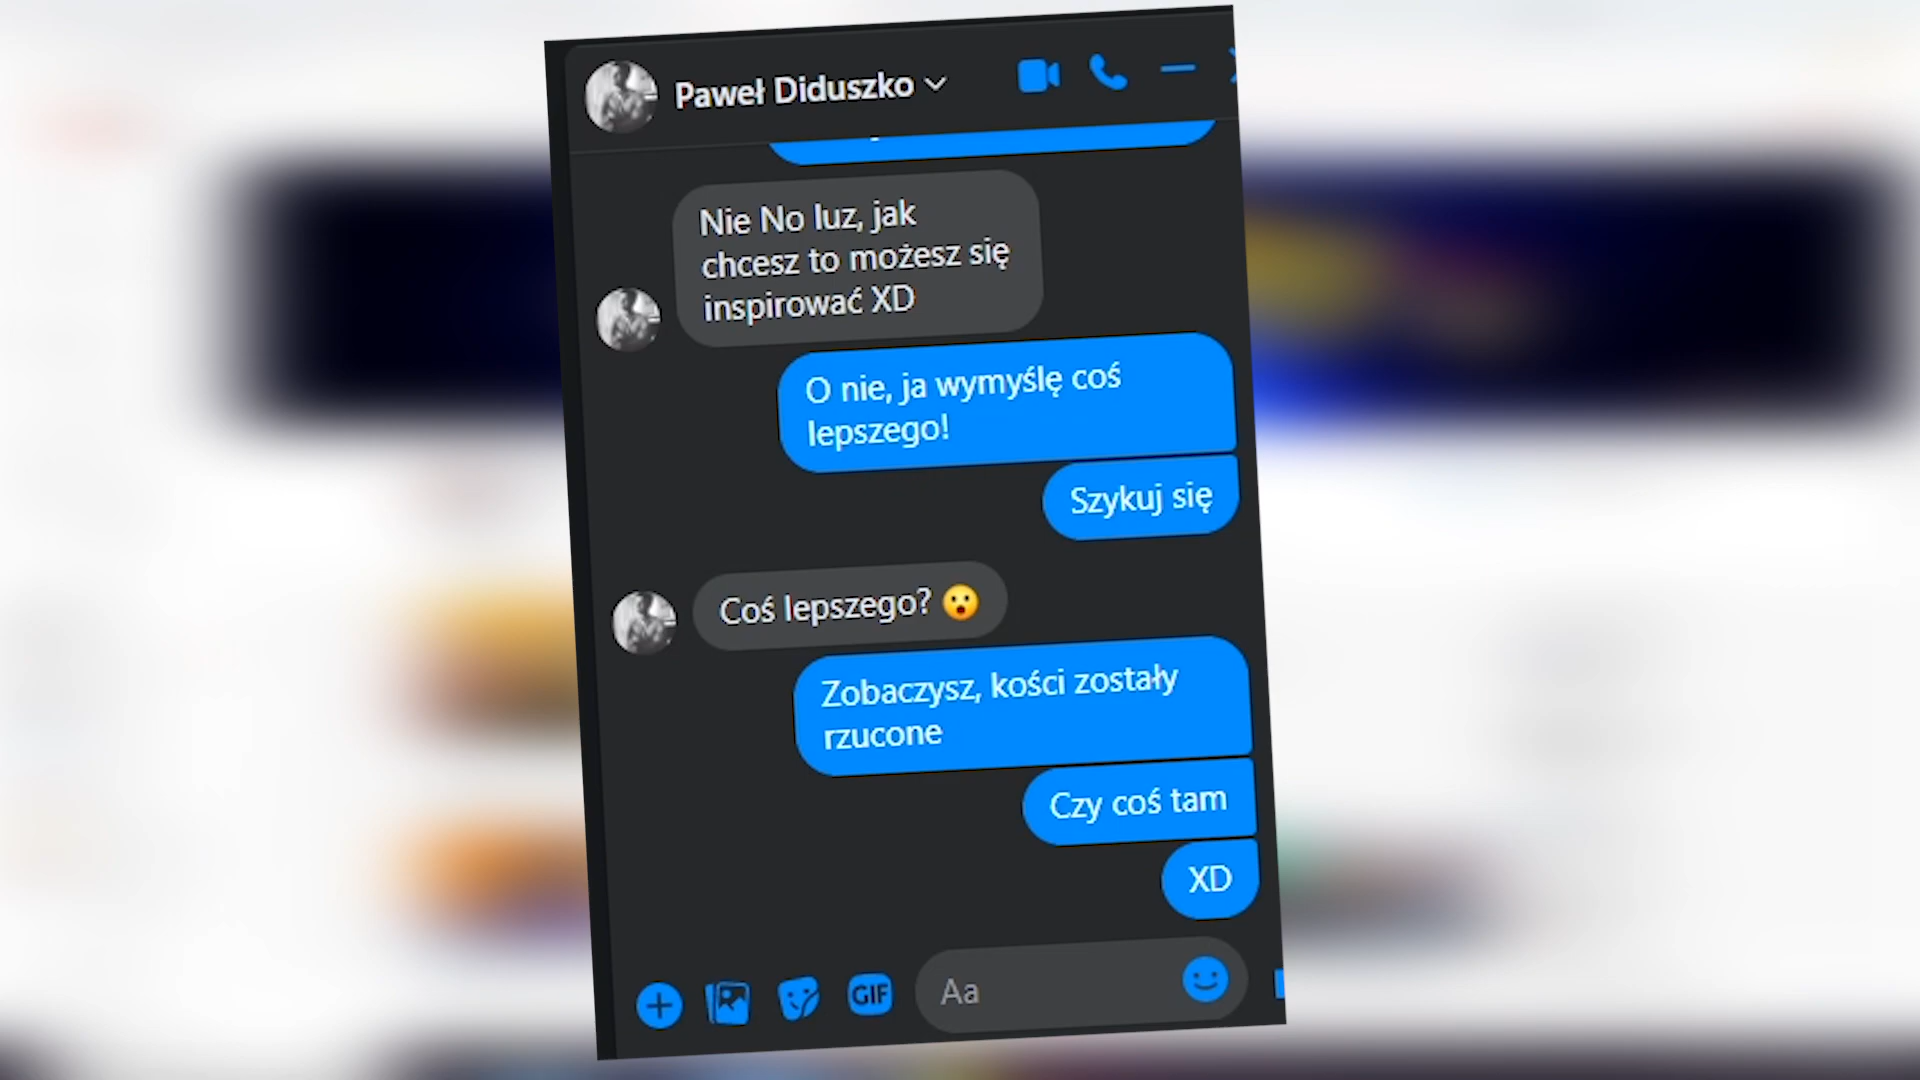 Paweł Diduszko
Nie No luz, jak
chcesz to możesz się
inspirować XD
O nie, ja wymyślę coś
lepszego!
Szykuj się
Coś lepszego? 😮
Zobaczysz, kości zostały
rzucone
Czy coś tam
XD
GIF
Aa